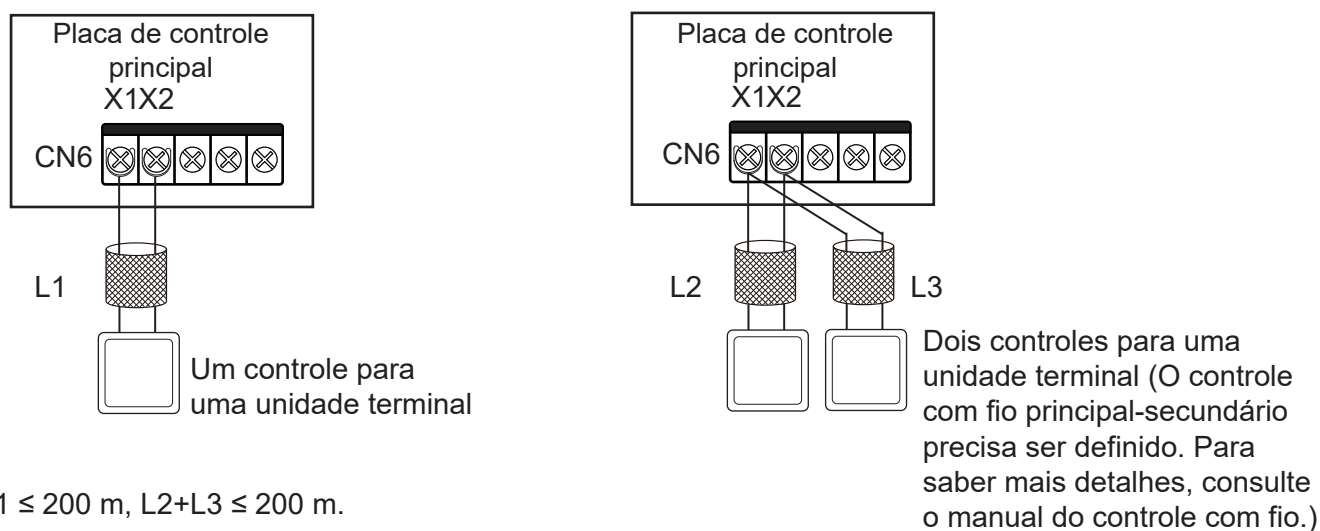 Placa de controle
principal
X1X2
CN6
L1
Um controle para
uma unidade terminal
Placa de controle
principal
X1X2
CN6
L2
L3
Dois controles para uma
unidade terminal (O controle
com fio principal-secundário
precisa ser definido. Para
saber mais detalhes, consulte
o manual do controle com fio.)
1 ≤ 200 m, L2+L3 ≤ 200 m.